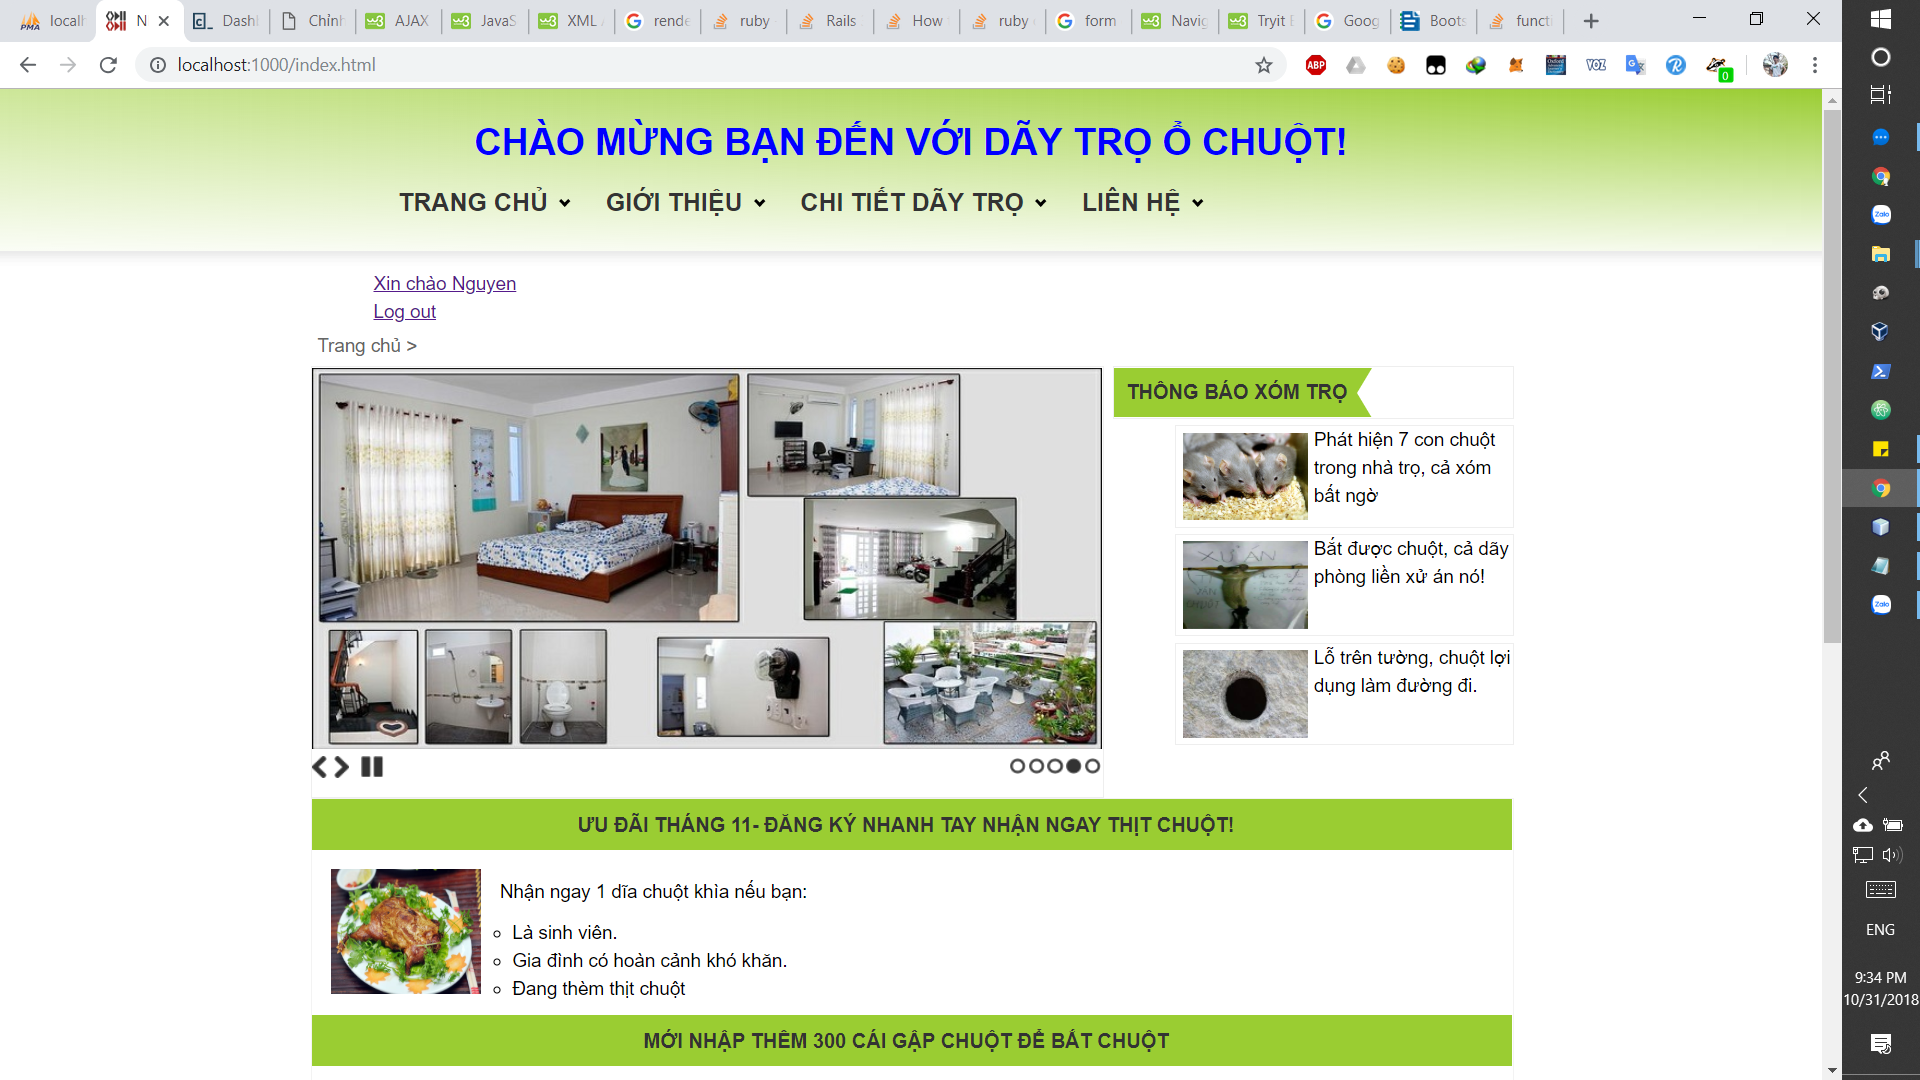 localh
N
Dashl
Chỉnh
AJAX
JavaS
XML
rende
ruby
Rails
How
ruby
form
Navig
Tryit
Goog
Boots
functi
localhost:1000/index.html
CHÀO MỪNG BẠN ĐẾN VỚI DÃY TRỌ Ổ CHUỘT!
TRANG CHỦ
GIỚI THIỆU
CHI TIẾT DÃY TRỌ
LIÊN HỆ
Xin chào Nguyen
Log out
Trang chủ >
THÔNG BÁO XÓM TRỌ
Phát hiện 7 con chuột
trong nhà trọ, cả xóm
bất ngờ
Bắt được chuột, cả dãy
phòng liền xử án nó!
Lỗ trên tường, chuột lợi
dụng làm đường đi.
ƯU ĐÃI THÁNG 11- ĐĂNG KÝ NHANH TAY NHẬN NGAY THỊT CHUỘT!
Nhận ngay 1 dĩa chuột khìa nếu bạn:
Là sinh viên.
Gia đình có hoàn cảnh khó khăn.
Đang thèm thịt chuột
MỚI NHẬP THÊM 300 CÁI GẬP CHUỘT ĐỂ BẮT CHUỘT
ENG
9:34 PM
10/31/2018